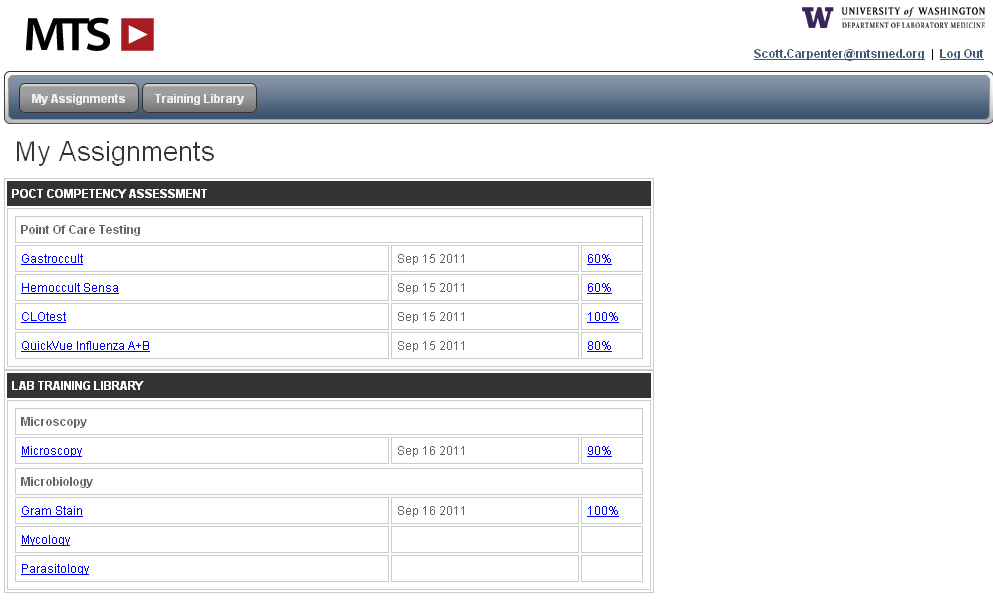 MTS
W UNIVERSITY of WASHINGTON
DEPARTMENT OF LABORATORY MEDICINE
Scott.Carpenter@mtsmed.org | Log Out
My Assignments Training Library
My Assignments
POCT COMPETENCY ASSESSMENT
Point Of Care Testing
Gastroccult Sep 15 2011 60%
Hemoccult Sensa Sep 15 2011 60%
CLOtest Sep 15 2011 100%
QuickVue Influenza A+B Sep 15 2011 80%
LAB TRAINING LIBRARY
Microscopy
Microscopy Sep 16 2011 90%
Microbiology
Gram Stain Sep 16 2011 100%
Mycology
Parasitology